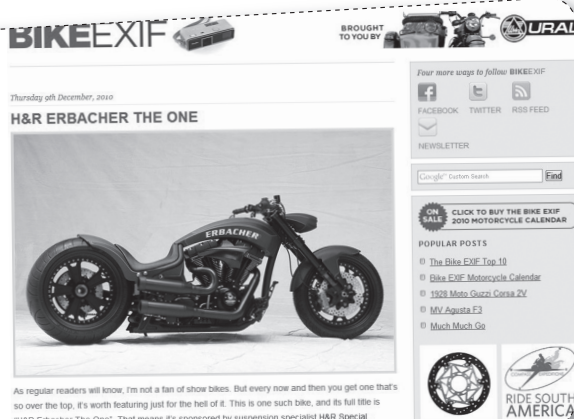 BIKEEXIF
BROUGHT
TO YOU BY
URAL
Thursday 9th December, 2010
H&R ERBACHER THE ONE
ERBACHER
As regular readers will know, I'm not a fan of show bikes. But every now and then you get one that's
so over the top, it's worth featuring just for the hell of it. This is one such bike, and its full title is
"H&R Erbacher The One". That means it's sponsored by suspension specialist H&R Special
Four more ways to follow BIKEEXIF
FACEBOOK
TWITTER
RSS FEED
NEWSLETTER
Google™ Custom Search
Find
ON
SALE
CLICK TO BUY THE BIKE EXIF
2010 MOTORCYCLE CALENDAR
POPULAR POSTS
The Bike EXIF Top 10
Bike EXIF Motorcycle Calendar
1928 Moto Guzzi Corsa 2V
MV Agusta F3
Much Much Go
RIDE SOUTH
AMERICA